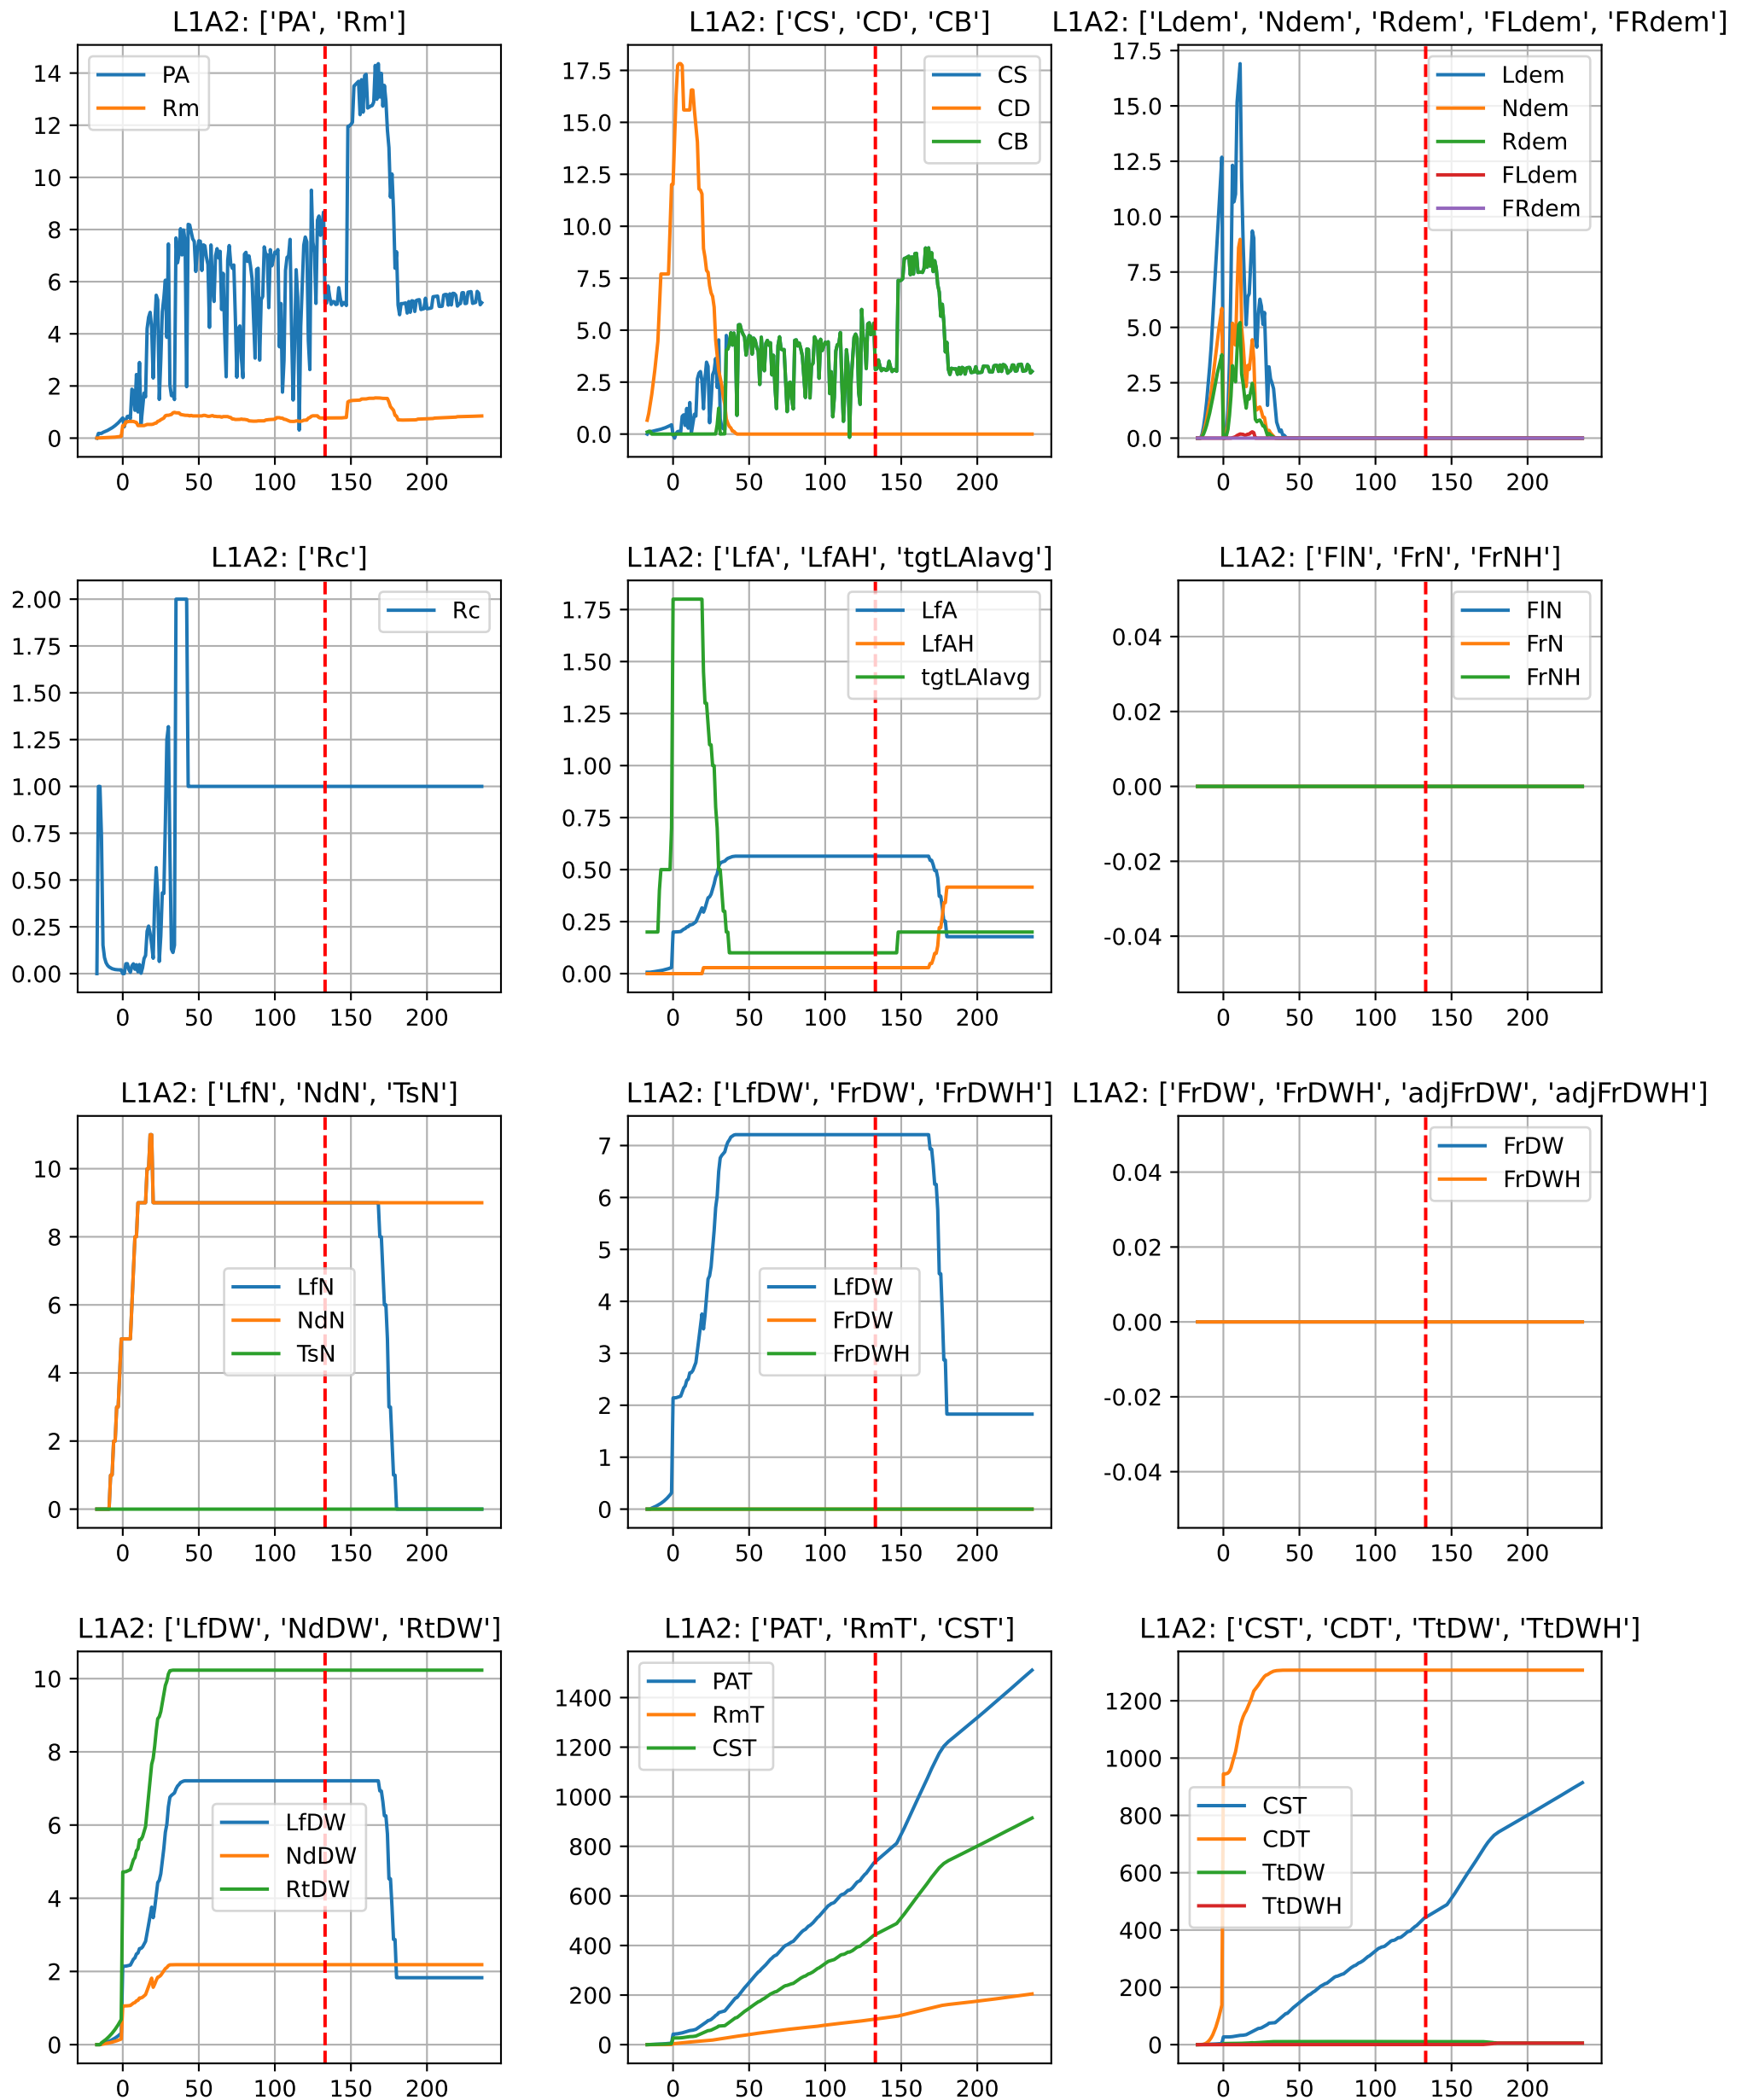 L1A2: ['PA', 'Rm']
PA
Rm
14
12
10
8
6
4
2
0
0 50 100 150 200
L1A2: ['CS', 'CD', 'CB']
CS
CD
CB
17.5
15.0
12.5
10.0
7.5
5.0
2.5
0.0
0 50 100 150 200
L1A2: ['Ldem', 'Ndem', 'Rdem', 'FLdem', 'FRdem']
Ldem
Ndem
Rdem
FLdem
FRdem
17.5
15.0
12.5
10.0
7.5
5.0
2.5
0.0
0 50 100 150 200
L1A2: ['Rc']
Rc
2.00
1.75
1.50
1.25
1.00
0.75
0.50
0.25
0.00
0 50 100 150 200
L1A2: ['LfA', 'LfAH', 'tgtLAIavg']
LfA
LfAH
tgtLAIavg
1.75
1.50
1.25
1.00
0.75
0.50
0.25
0.00
0 50 100 150 200
L1A2: ['FlN', 'FrN', 'FrNH']
FlN
FrN
FrNH
0.04
0.02
0.00
-0.02
-0.04
0 50 100 150 200
L1A2: ['LfN', 'NdN', 'TsN']
LfN
NdN
TsN
10
8
6
4
2
0
0 50 100 150 200
L1A2: ['LfDW', 'FrDW', 'FrDWH']
LfDW
FrDW
FrDWH
7
6
5
4
3
2
1
0
0 50 100 150 200
L1A2: ['FrDW', 'FrDWH', 'adjFrDW', 'adjFrDWH']
FrDW
FrDWH
0.04
0.02
0.00
-0.02
-0.04
0 50 100 150 200
L1A2: ['LfDW', 'NdDW', 'RtDW']
LfDW
NdDW
RtDW
10
8
6
4
2
0
0 50 100 150 200
L1A2: ['PAT', 'RmT', 'CST']
PAT
RmT
CST
1400
1200
1000
800
600
400
200
0
0 50 100 150 200
L1A2: ['CST', 'CDT', 'TtDW', 'TtDWH']
CST
CDT
TtDW
TtDWH
1200
1000
800
600
400
200
0
0 50 100 150 200